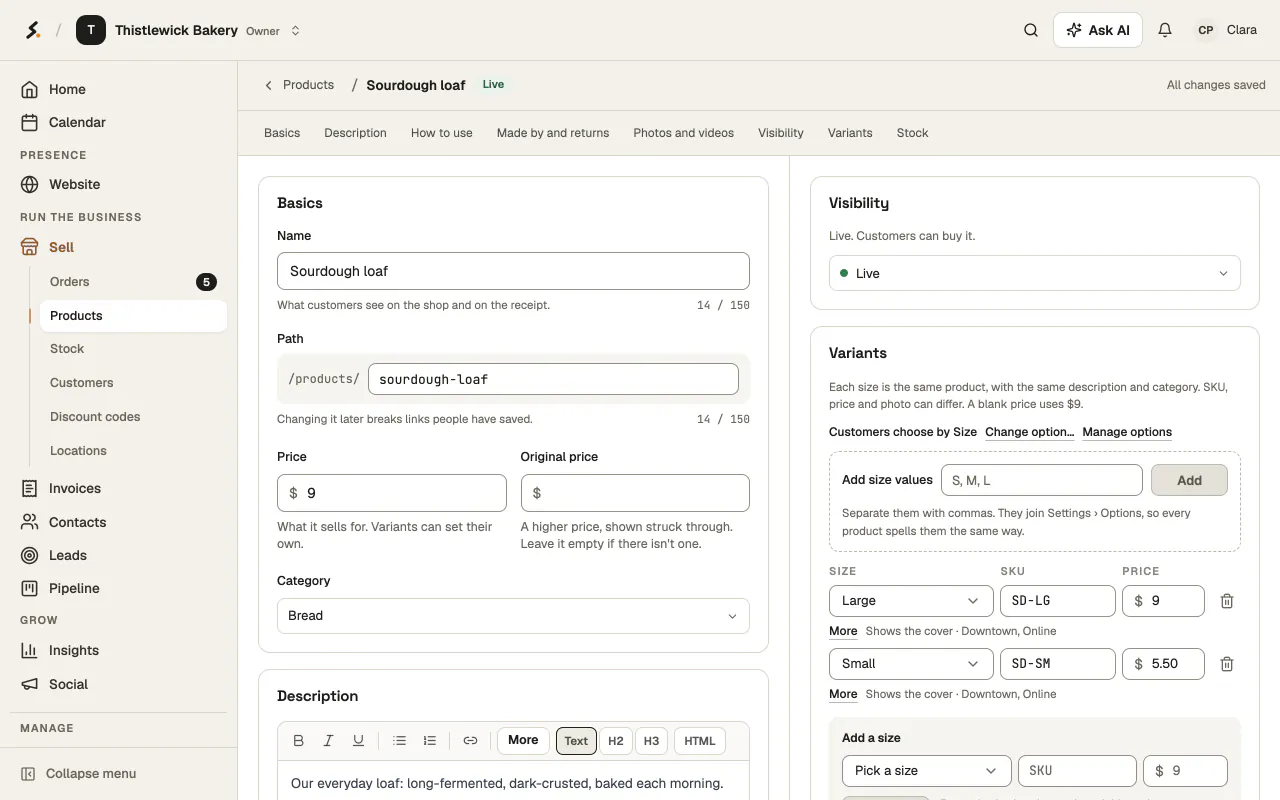 T Thistlewick Bakery Owner
Ask AI
CP Clara
Home
Calendar
PRESENCE
Website
RUN THE BUSINESS
Sell
Orders 5
Products
Stock
Customers
Discount codes
Locations
Invoices
Contacts
Leads
Pipeline
GROW
Insights
Social
MANAGE
Collapse menu
Products / Sourdough loaf Live
All changes saved
Basics Description How to use Made by and returns Photos and videos Visibility Variants Stock
Basics
Name
Sourdough loaf
What customers see on the shop and on the receipt. 14 / 150
Path
/products/ sourdough-loaf
Changing it later breaks links people have saved. 14 / 150
Price Original price
$ 9 $
What it sells for. Variants can set their
own.
A higher price, shown struck through.
Leave it empty if there isn't one.
Category
Bread
Description
B I U More Text H2 H3 HTML
Our everyday loaf: long-fermented, dark-crusted, baked each morning.
Visibility
Live. Customers can buy it.
Live
Variants
Each size is the same product, with the same description and category. SKU,
price and photo can differ. A blank price uses $9.
Customers choose by Size Change option… Manage options
Add size values S, M, L Add
Separate them with commas. They join Settings › Options, so every
product spells them the same way.
SIZE SKU PRICE
Large SD-LG $ 9
More Shows the cover · Downtown, Online
Small SD-SM $ 5.50
More Shows the cover · Downtown, Online
Add a size
Pick a size SKU $ 9